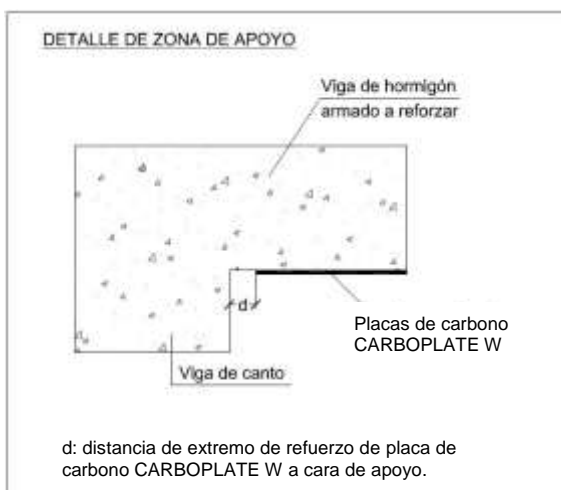 DETALLE DE ZONA DE APOYO
Viga de hormigón
armado a reforzar
d
Placas de carbono
CARBOPLATE W
Viga de canto
d: distancia de extremo de refuerzo de placa de
carbono CARBOPLATE W a cara de apoyo.